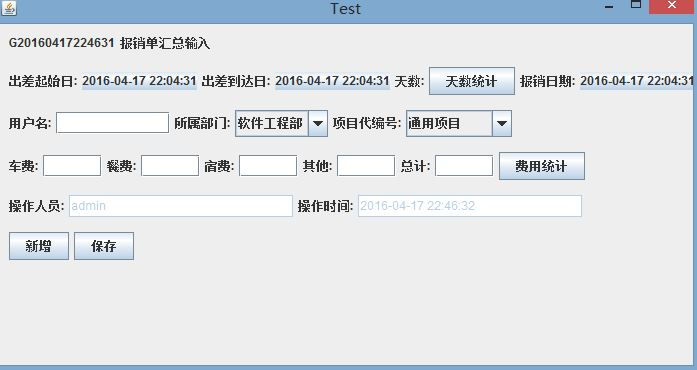 Test
G20160417224631 报销单汇总输入
出差起始日: 2016-04-17 22:04:31 出差到达日: 2016-04-17 22:04:31 天数: 天数统计 报销日期: 2016-04-17 22:04:31
用户名: 所属部门: 软件工程部 项目代编号: 通用项目
车费: 餐费: 宿费: 其他: 总计: 费用统计
操作人员: admin 操作时间: 2016-04-17 22:46:32
新增 保存